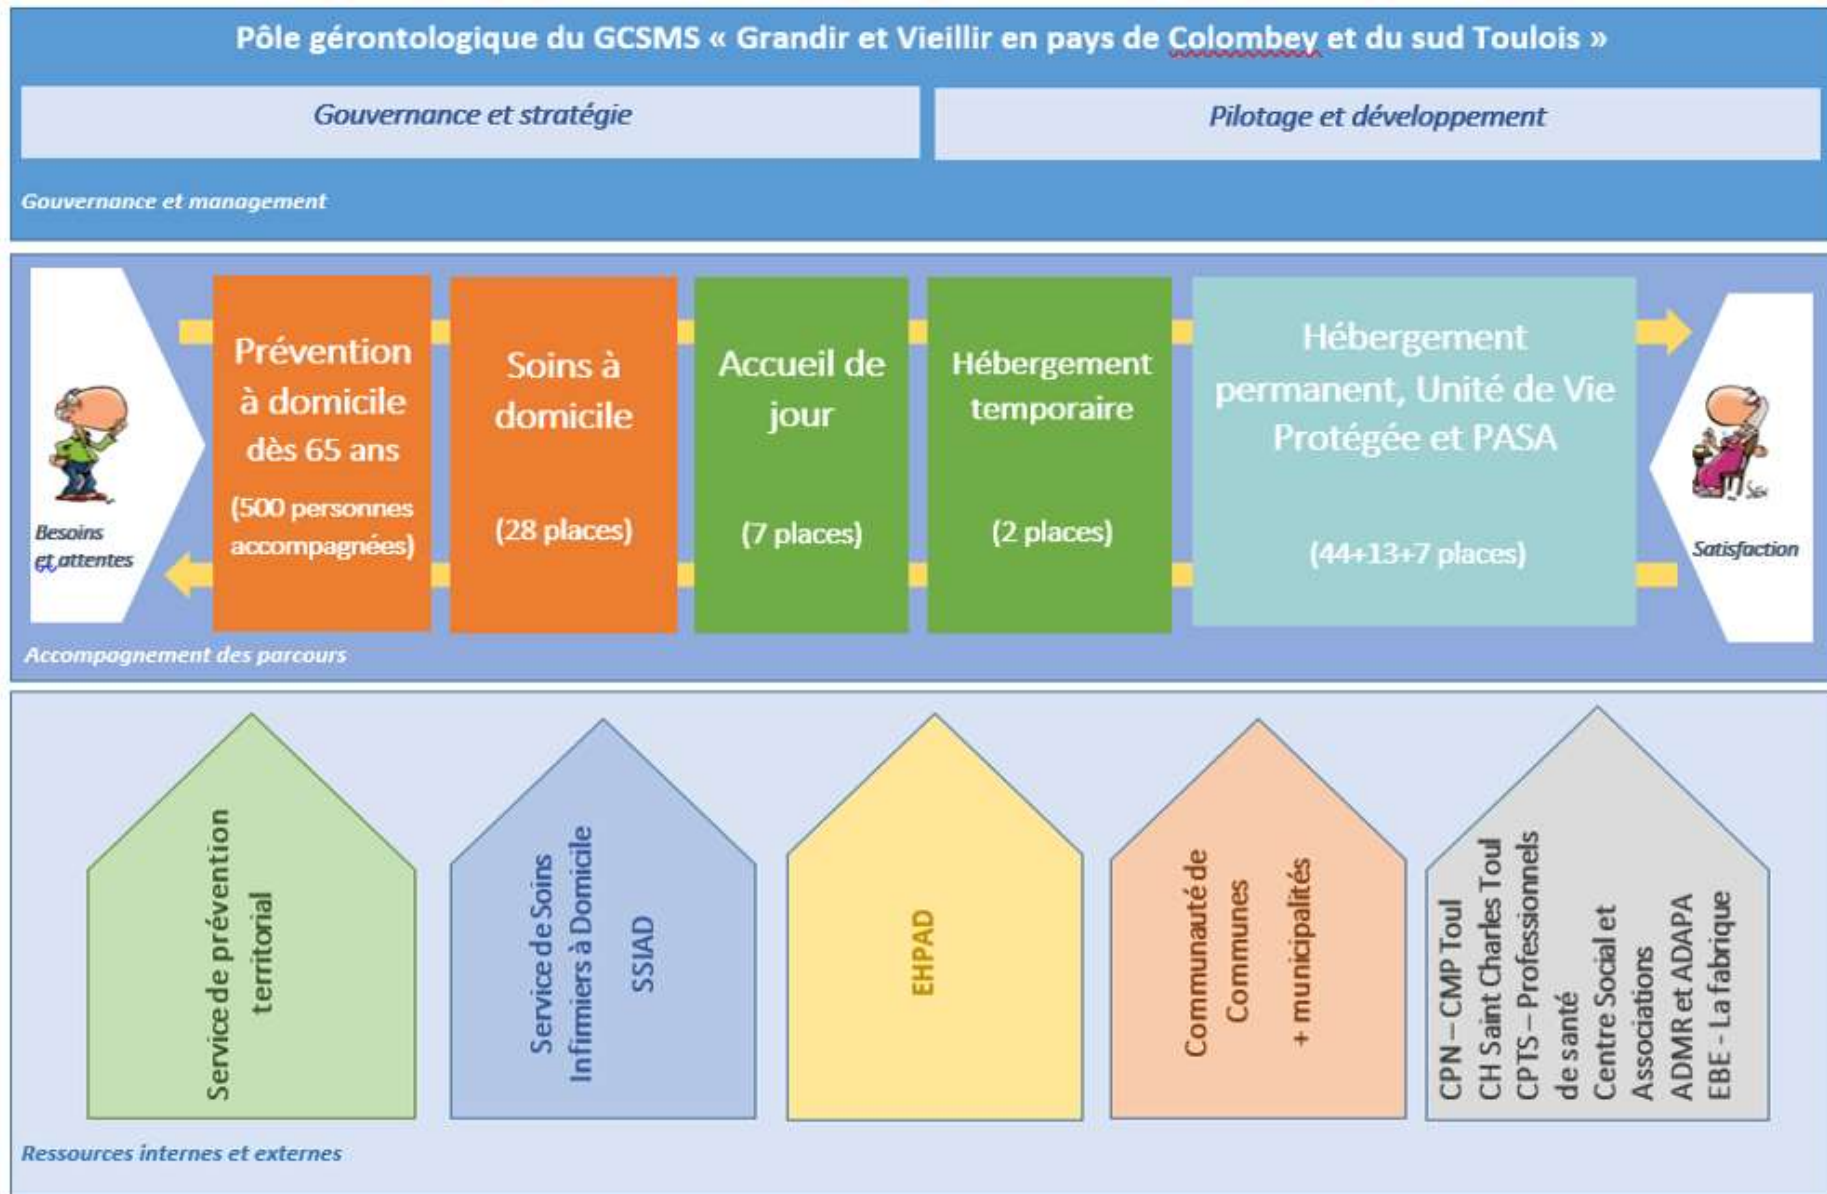 Pôle gérontologique du GCSMS « Grandir et Vieillir en pays de Colombey et du sud Toulois »
Gouvernance et stratégie
Pilotage et développement
Gouvernance et management
Besoins
et attentes
Prévention
à domicile
dès 65 ans
(500 personnes
accompagnées)
Soins à
domicile
(28 places)
Accueil de
jour
(7 places)
Hébergement
temporaire
(2 places)
Hébergement
permanent, Unité de Vie
Protégée et PASA
(44+13+7 places)
Satisfaction
Accompagnement des parcours
Service de prévention
territorial
Service de Soins
Infirmiers à Domicile
SSIAD
EHPAD
Communauté de
Communes
+ municipalités
CPN – CMP Toul
CH Saint Charles Toul
CPTS – Professionnels
de santé
Centre Social et
Associations
ADMR et ADAPA
EBE - La fabrique
Ressources internes et externes